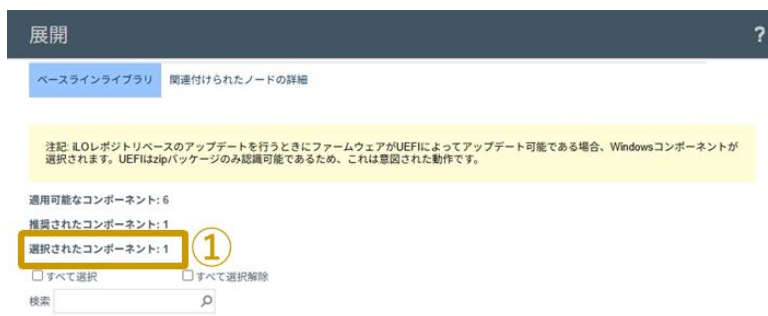 展開
?
ベースラインライブラリ 関連付けられたノードの詳細
注記: iLOレポジトリベースのアップデートを行うときにファームウェアがUEFIによってアップデート可能である場合、Windowsコンポーネントが
選択されます。UEFIはzipパッケージのみ認識可能であるため、これは意図された動作です。
適用可能なコンポーネント: 6
推奨されたコンポーネント: 1
選択されたコンポーネント: 1 ①
すべて選択 すべて選択解除
検索